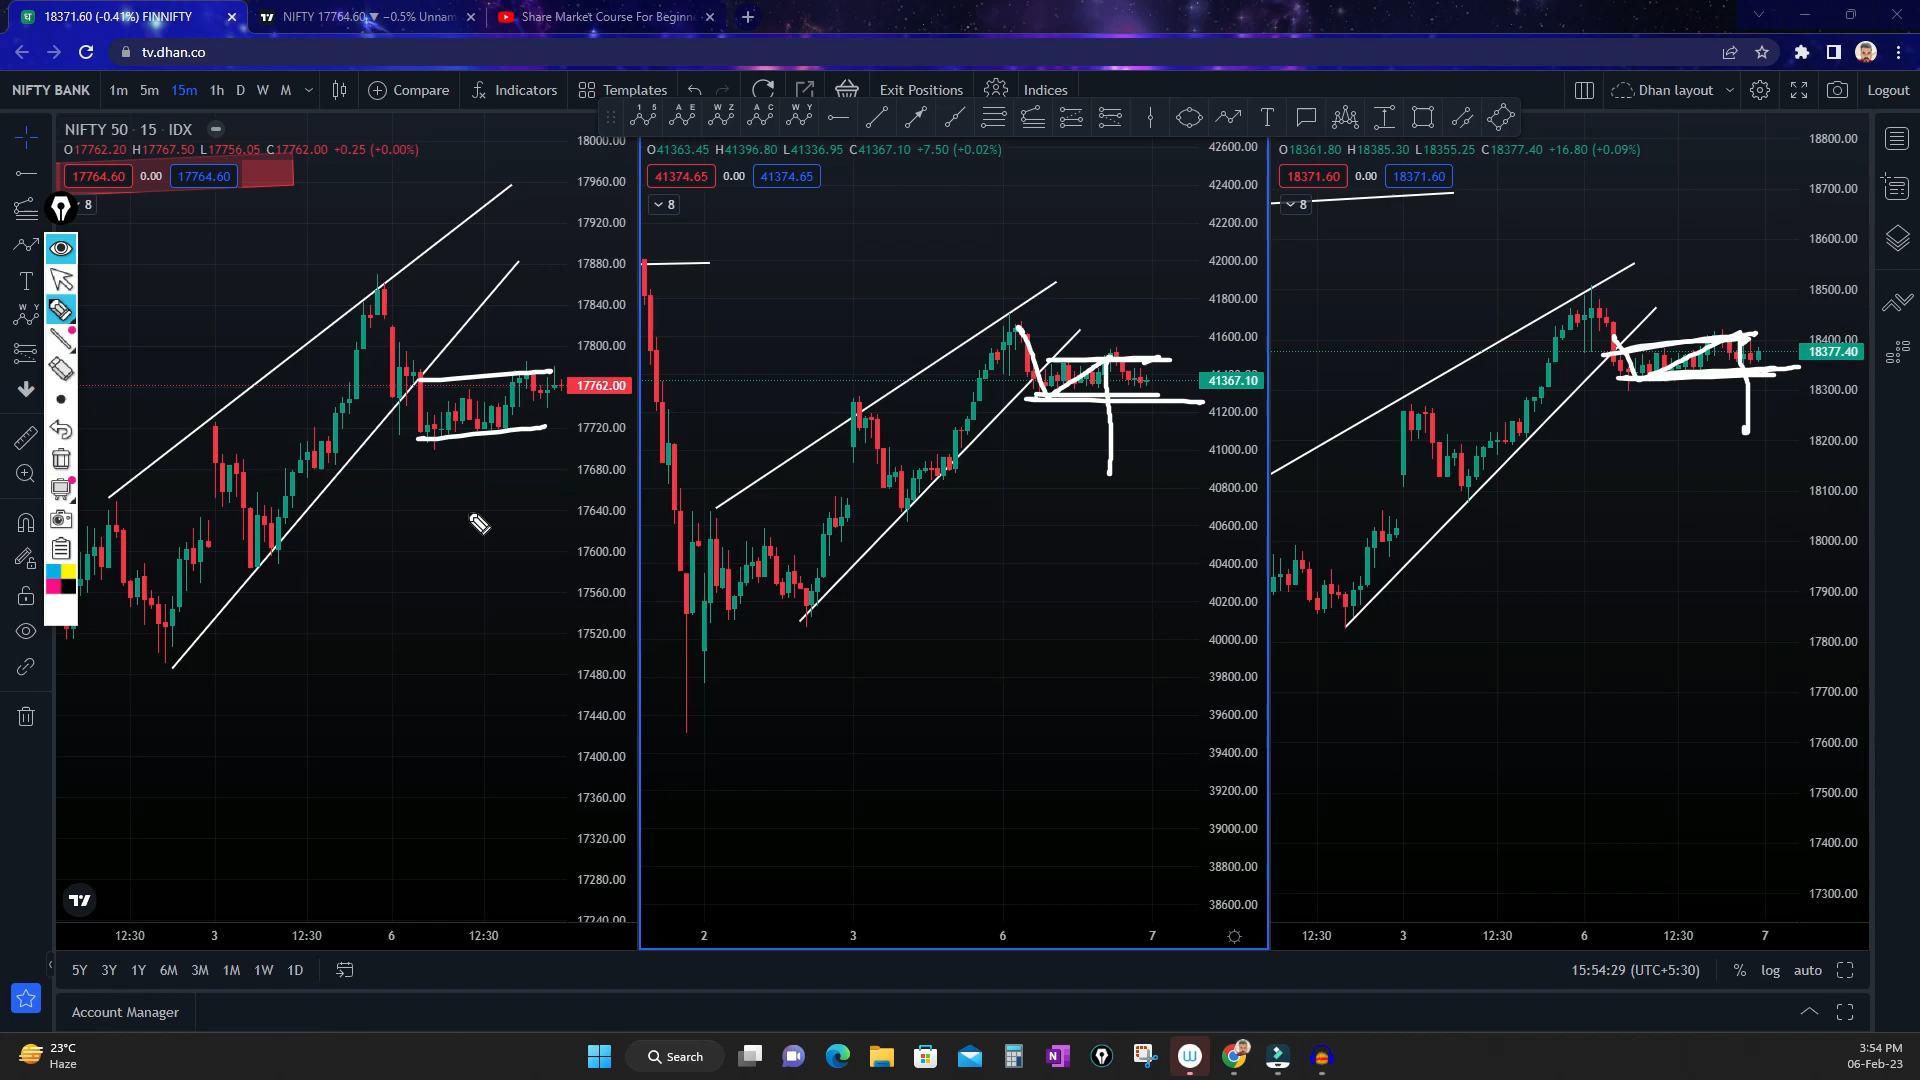 18371.60 (-0.41%) FINNIFTY
NIFTY 17764.60 ▼ −0.5% Unnam
Share Market Course For Beginn
tv.dhan.co
NIFTY BANK 1m 5m 15m 1h D W M Compare Indicators Templates Exit Positions Indices Dhan layout Logout
NIFTY 50 · 15 · IDX
O17762.20 H17767.50 L17756.05 C17762.00 +0.25 (+0.00%)
17764.60 0.00 17764.60
8
O41363.45 H41396.80 L41336.95 C41367.10 +7.50 (+0.02%)
41374.65 0.00 41374.65
8
O18361.80 H18385.30 L18355.25 C18377.40 +16.80 (+0.09%)
18371.60 0.00 18371.60
8
18000.00
17960.00
17920.00
17880.00
17840.00
17800.00
17762.00
17720.00
17680.00
17640.00
17600.00
17560.00
17520.00
17480.00
17440.00
17400.00
17360.00
17320.00
17280.00
17240.00
42600.00
42400.00
42200.00
42000.00
41800.00
41600.00
41367.10
41200.00
41000.00
40800.00
40600.00
40400.00
40200.00
40000.00
39800.00
39600.00
39400.00
39200.00
39000.00
38800.00
38600.00
18800.00
18700.00
18600.00
18500.00
18400.00
18377.40
18300.00
18200.00
18100.00
18000.00
17900.00
17800.00
17700.00
17600.00
17500.00
17400.00
17300.00
12:30 3 12:30 6 12:30
2 3 6 7
12:30 3 12:30 6 12:30 7
5Y 3Y 1Y 6M 3M 1M 1W 1D
15:54:29 (UTC+5:30) % log auto
Account Manager
23°C
Haze
Search
3:54 PM
06-Feb-23